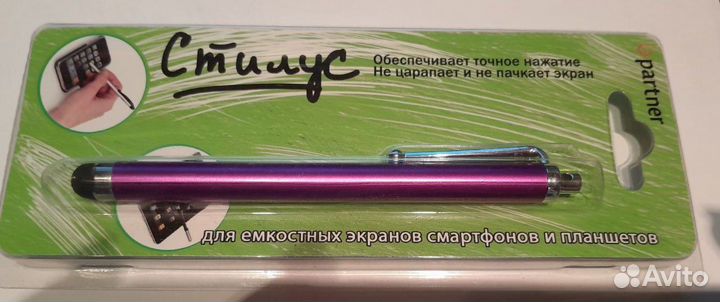 Стилус
Обеспечивает точное нажатие
Не царапает и не пачкает экран
partner
для емкостных экранов смартфонов и планшетов
Avito